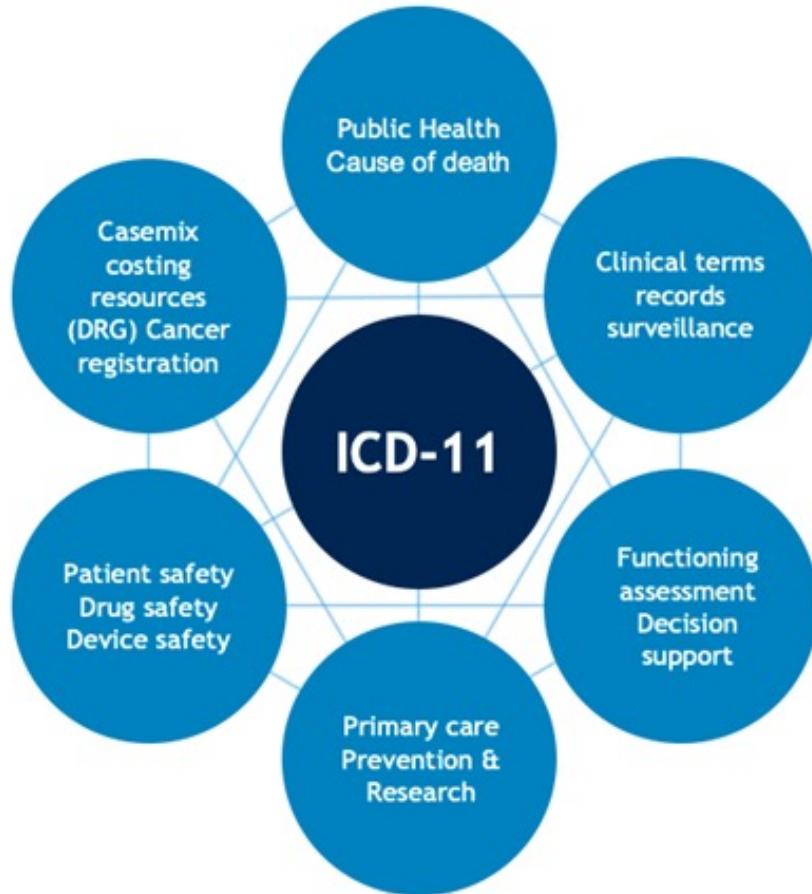 Public Health
Cause of death
Casemix
costing
resources
(DRG) Cancer
registration
Clinical terms
records
surveillance
ICD-11
Patient safety
Drug safety
Device safety
Functioning
assessment
Decision
support
Primary care
Prevention &
Research